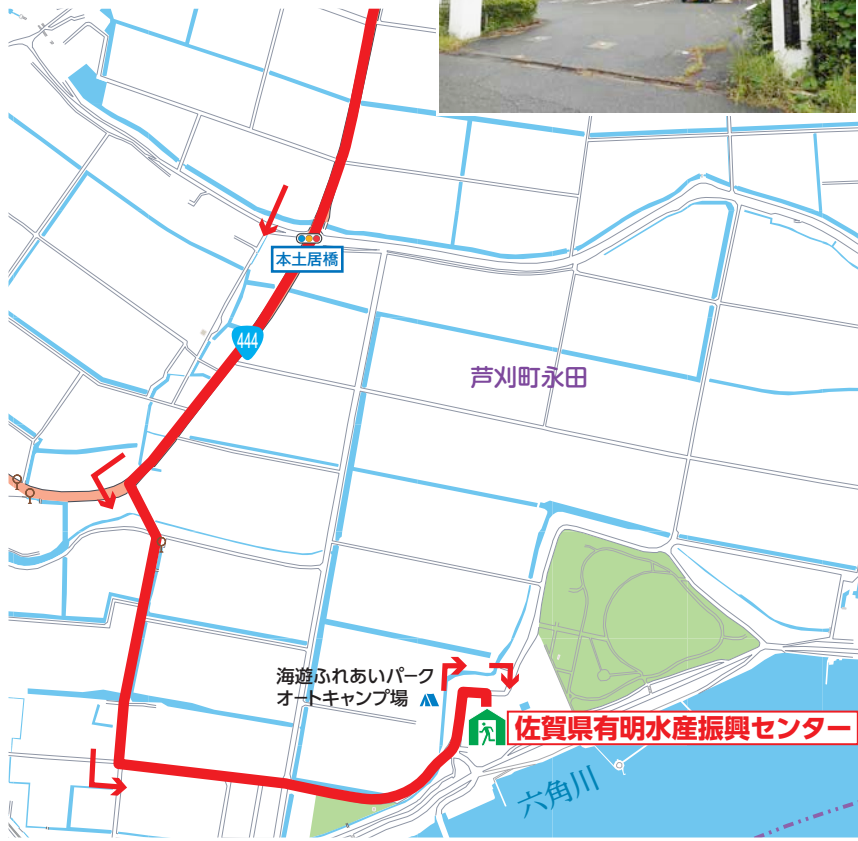 本土居橋
444
芦刈町永田
海遊ふれあいパーク
オートキャンプ場
佐賀県有明水産振興センター
六角川